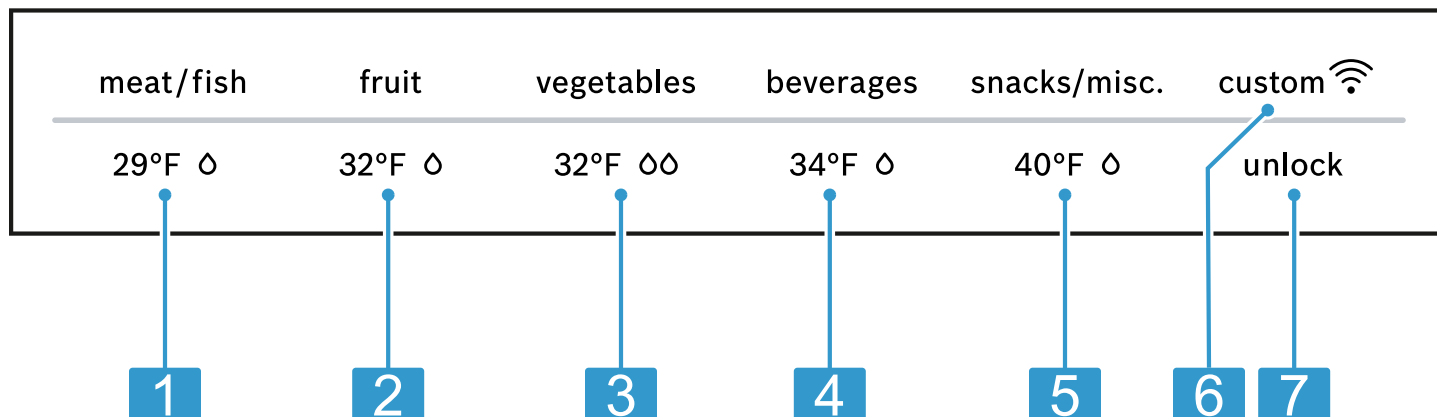 meat/fish fruit vegetables beverages snacks/misc. custom
29°F 32°F 32°F 34°F 40°F unlock
1 2 3 4 5 6 7